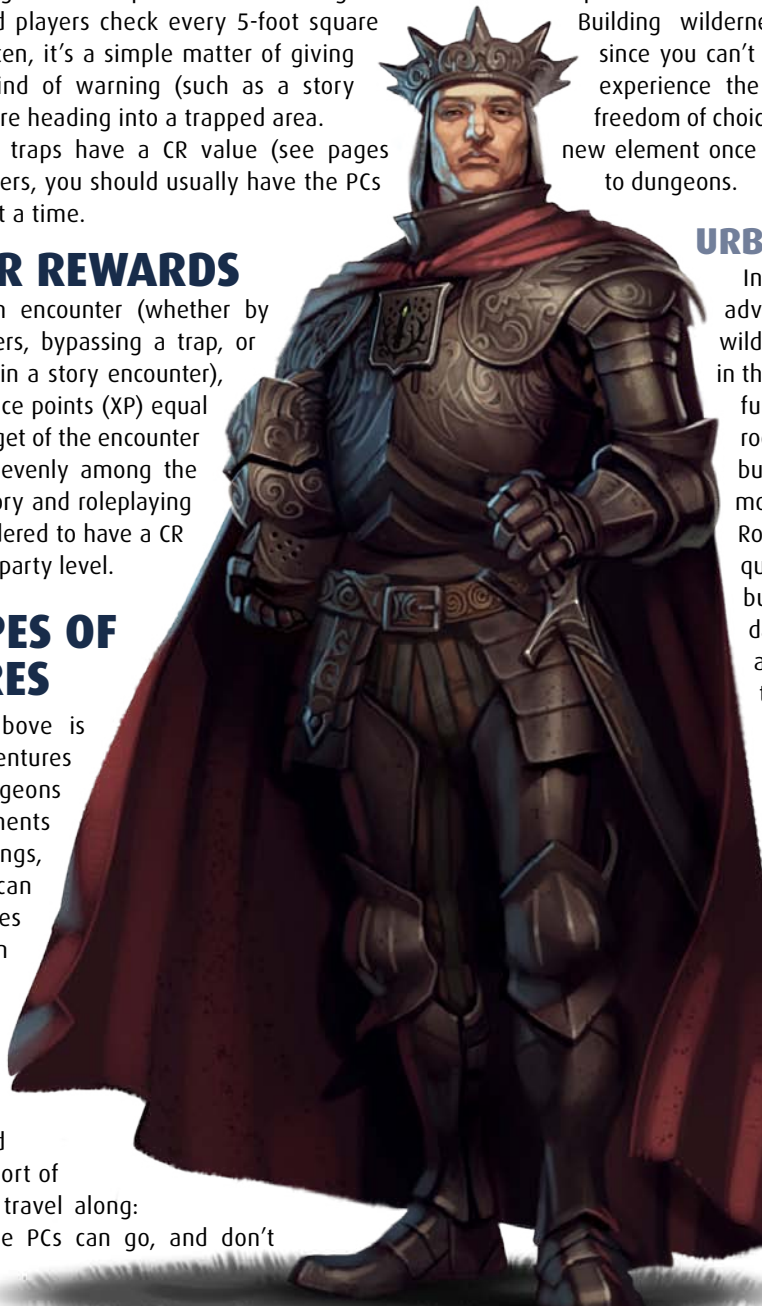 d players check every 5-foot square
en, it's a simple matter of giving
ind of warning (such as a story
re heading into a trapped area.
traps have a CR value (see pages
ers, you should usually have the PCs
t a time.
R REWARDS
n encounter (whether by
ers, bypassing a trap, or
in a story encounter),
ce points (XP) equal
get of the encounter
evenly among the
ory and roleplaying
ered to have a CR
party level.
PES OF
RES
bove is
entures
geons
ments
ngs,
can
es
n
d
ort of
travel along:
e PCs can go, and don't
Building wilderne
since you can't
experience the
freedom of choic
new element once
to dungeons.
URB
In
adv
wild
in th
fu
ro
bu
mo
Ro
qu
bu
d
a
t